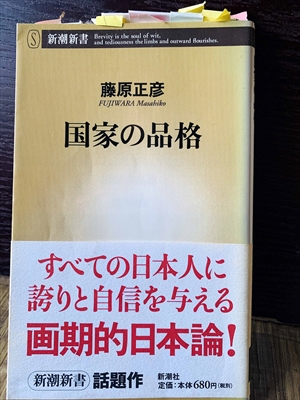 S 新潮新書
Brevity is the soul of wit,
and tediousness the limbs and outward flourishes.
藤原正彦
FUJIWARA Masahiko
国家の品格
すべての日本人に
誇りと自信を与える
画期的日本論!
新潮新書 話題作
新潮社
定価:本体680円(税別)